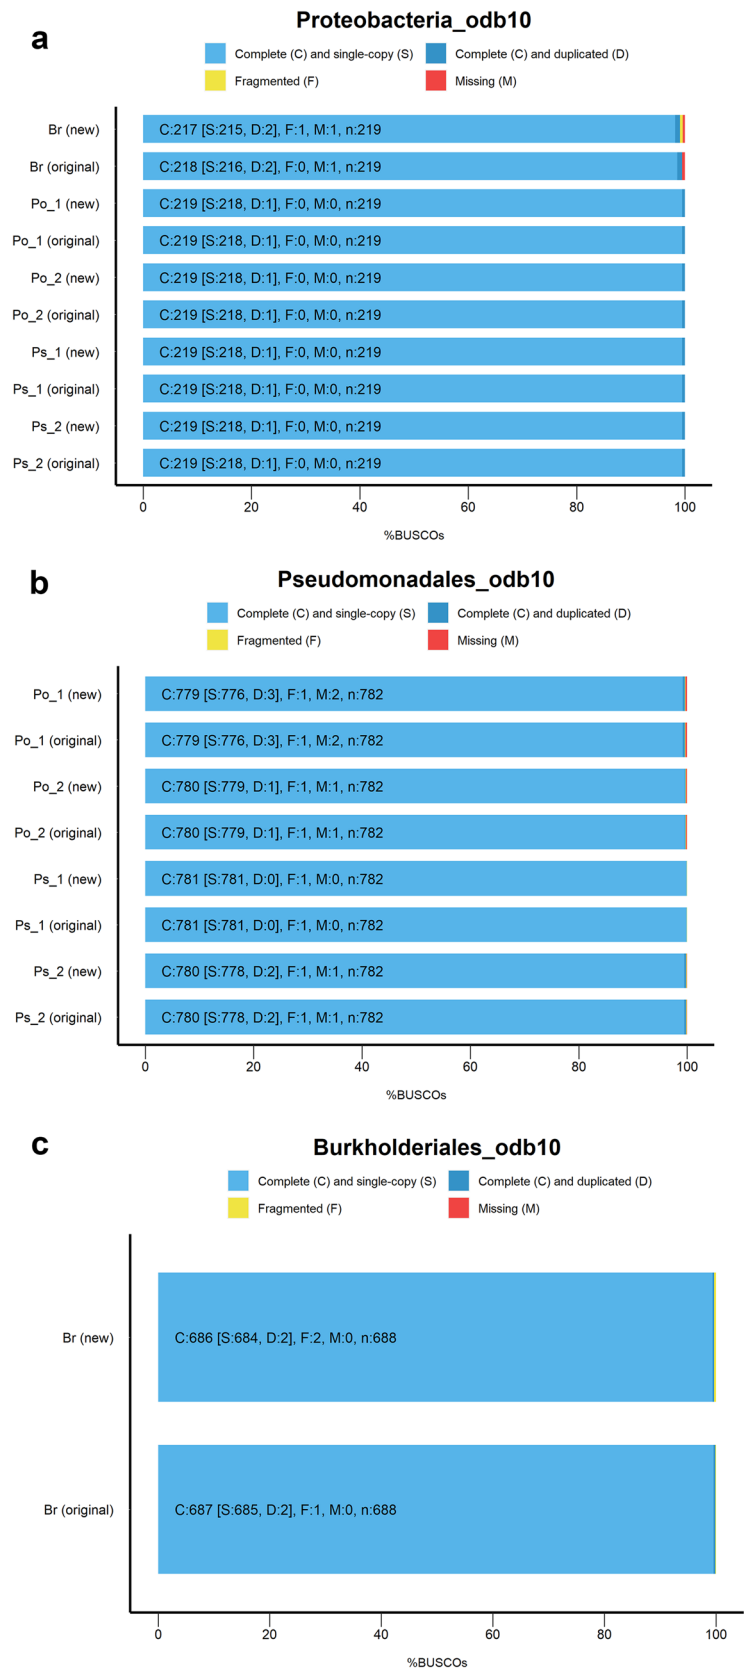 a
Proteobacteria_odb10
Complete (C) and single-copy (S)
Complete (C) and duplicated (D)
Fragmented (F)
Missing (M)
Br (new)
C:217 [S:215, D:2], F:1, M:1, n:219
Br (original)
C:218 [S:216, D:2], F:0, M:1, n:219
Po_1 (new)
C:219 [S:218, D:1], F:0, M:0, n:219
Po_1 (original)
C:219 [S:218, D:1], F:0, M:0, n:219
Po_2 (new)
C:219 [S:218, D:1], F:0, M:0, n:219
Po_2 (original)
C:219 [S:218, D:1], F:0, M:0, n:219
Ps_1 (new)
C:219 [S:218, D:1], F:0, M:0, n:219
Ps_1 (original)
C:219 [S:218, D:1], F:0, M:0, n:219
Ps_2 (new)
C:219 [S:218, D:1], F:0, M:0, n:219
Ps_2 (original)
C:219 [S:218, D:1], F:0, M:0, n:219
0 20 40 60 80 100
%BUSCOs
b
Pseudomonadales_odb10
Complete (C) and single-copy (S)
Complete (C) and duplicated (D)
Fragmented (F)
Missing (M)
Po_1 (new)
C:779 [S:776, D:3], F:1, M:2, n:782
Po_1 (original)
C:779 [S:776, D:3], F:1, M:2, n:782
Po_2 (new)
C:780 [S:779, D:1], F:1, M:1, n:782
Po_2 (original)
C:780 [S:779, D:1], F:1, M:1, n:782
Ps_1 (new)
C:781 [S:781, D:0], F:1, M:0, n:782
Ps_1 (original)
C:781 [S:781, D:0], F:1, M:0, n:782
Ps_2 (new)
C:780 [S:778, D:2], F:1, M:1, n:782
Ps_2 (original)
C:780 [S:778, D:2], F:1, M:1, n:782
0 20 40 60 80 100
%BUSCOs
c
Burkholderiales_odb10
Complete (C) and single-copy (S)
Complete (C) and duplicated (D)
Fragmented (F)
Missing (M)
Br (new)
C:686 [S:684, D:2], F:2, M:0, n:688
Br (original)
C:687 [S:685, D:2], F:1, M:0, n:688
0 20 40 60 80 100
%BUSCOs